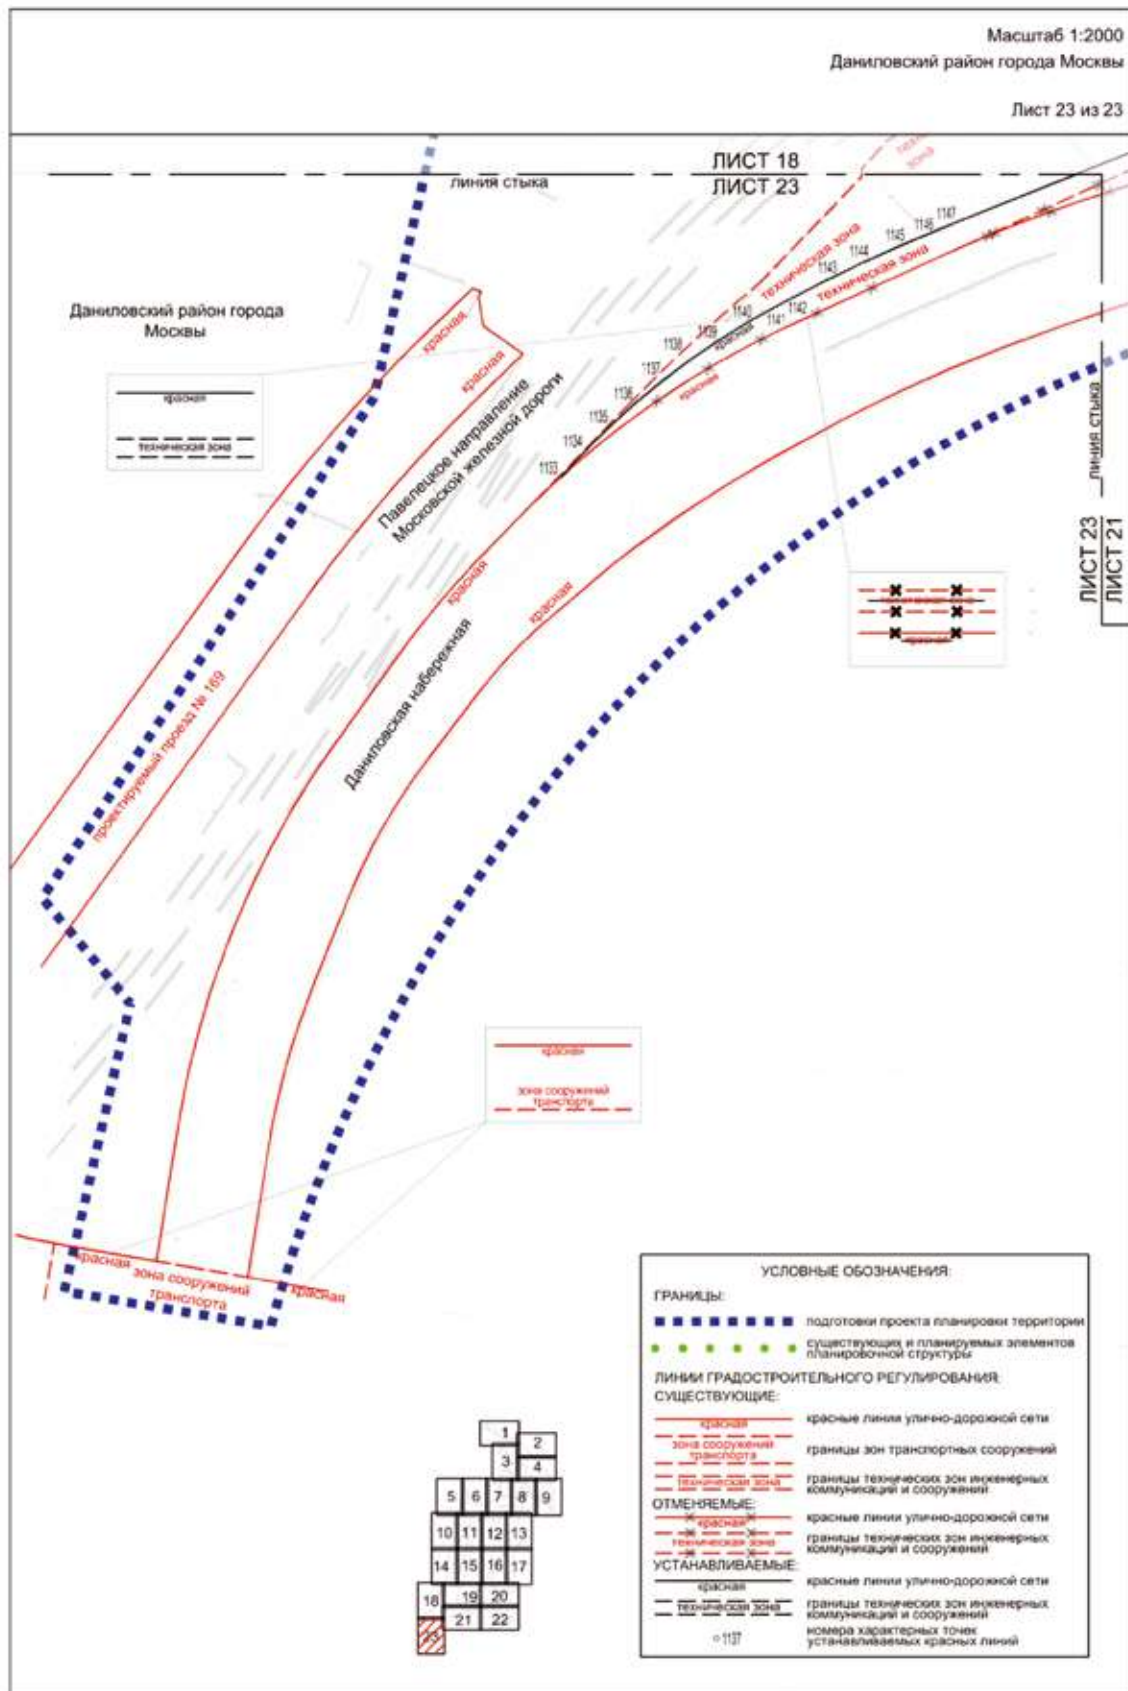 Масштаб 1:2000
Даниловский район города Москвы
Лист 23 из 23
ЛИСТ 18
линия стыка
ЛИСТ 23
техническая зона
техническая зона
1147
1146
1145
1144
1143
1142
1141
1140
1139
1138
1137
1136
1135
1134
1133
красная
красная
Даниловский район города
Москвы
красная
красная
красная
техническая зона
Павелецкое направление
Московской железной дороги
линия стыка
ЛИСТ 23
ЛИСТ 21
красная
красная
красная
Даниловская набережная
проектируемый проезд № 169
красная
зона сооружений
транспорта
красная
зона сооружений
транспорта
красная
УСЛОВНЫЕ ОБОЗНАЧЕНИЯ:
ГРАНИЦЫ:
подготовки проекта планировки территории
существующих и планируемых элементов
планировочной структуры
ЛИНИИ ГРАДОСТРОИТЕЛЬНОГО РЕГУЛИРОВАНИЯ:
СУЩЕСТВУЮЩИЕ:
красная
красные линии улично-дорожной сети
зона сооружений
транспорта
границы зон транспортных сооружений
техническая зона
границы технических зон инженерных
коммуникаций и сооружений
ОТМЕНЯЕМЫЕ:
красная
красные линии улично-дорожной сети
техническая зона
границы технических зон инженерных
коммуникаций и сооружений
УСТАНАВЛИВАЕМЫЕ:
красная
красные линии улично-дорожной сети
техническая зона
границы технических зон инженерных
коммуникаций и сооружений
1137
номера характерных точек
устанавливаемых красных линий
1
2
3
4
5 6 7 8 9
10 11 12 13
14 15 16 17
18 19 20
21 22
23